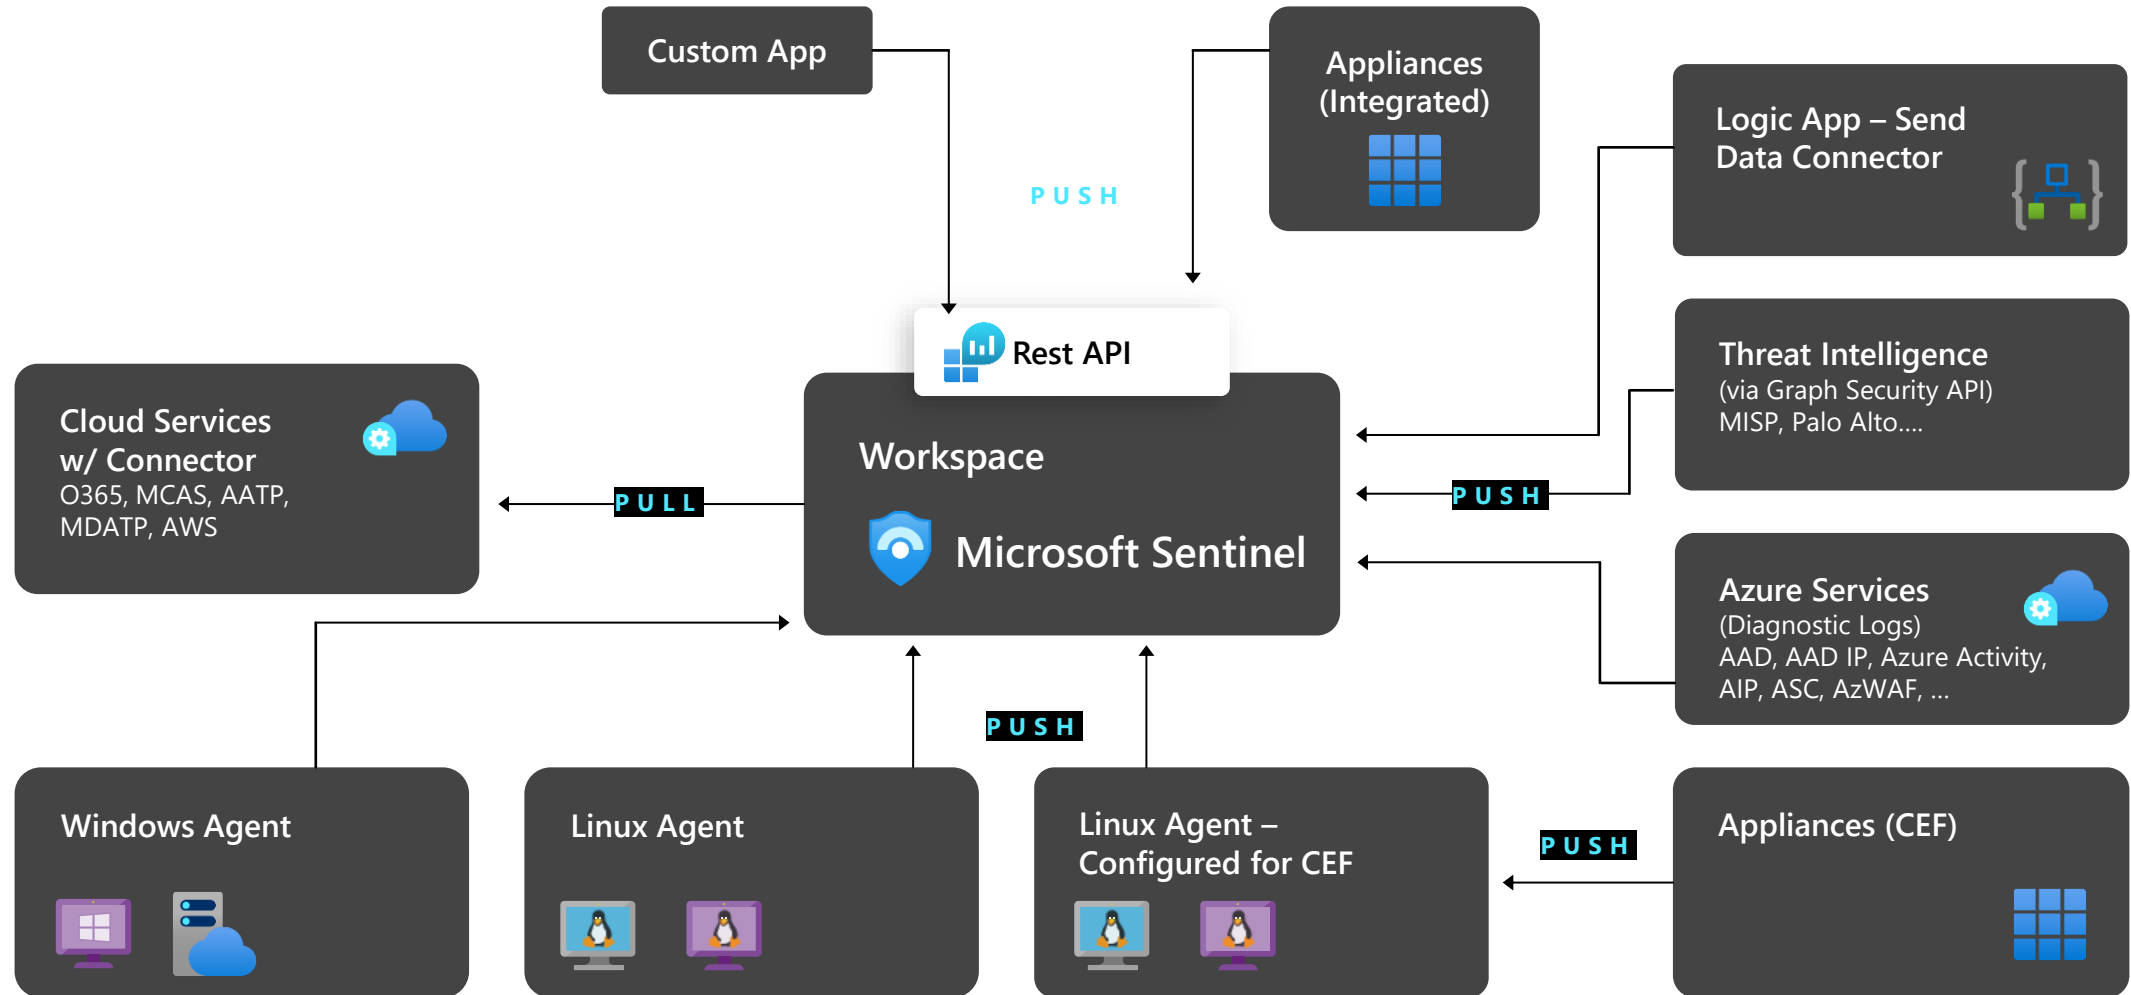 Custom App
Appliances
(Integrated)
Logic App – Send
Data Connector
PUSH
Rest API
Threat Intelligence
(via Graph Security API)
MISP, Palo Alto....
Cloud Services
w/ Connector
O365, MCAS, AATP,
MDATP, AWS
PULL
Workspace
Microsoft Sentinel
PUSH
Azure Services
(Diagnostic Logs)
AAD, AAD IP, Azure Activity,
AIP, ASC, AzWAF, ...
PUSH
Windows Agent
Linux Agent
Linux Agent –
Configured for CEF
PUSH
Appliances (CEF)